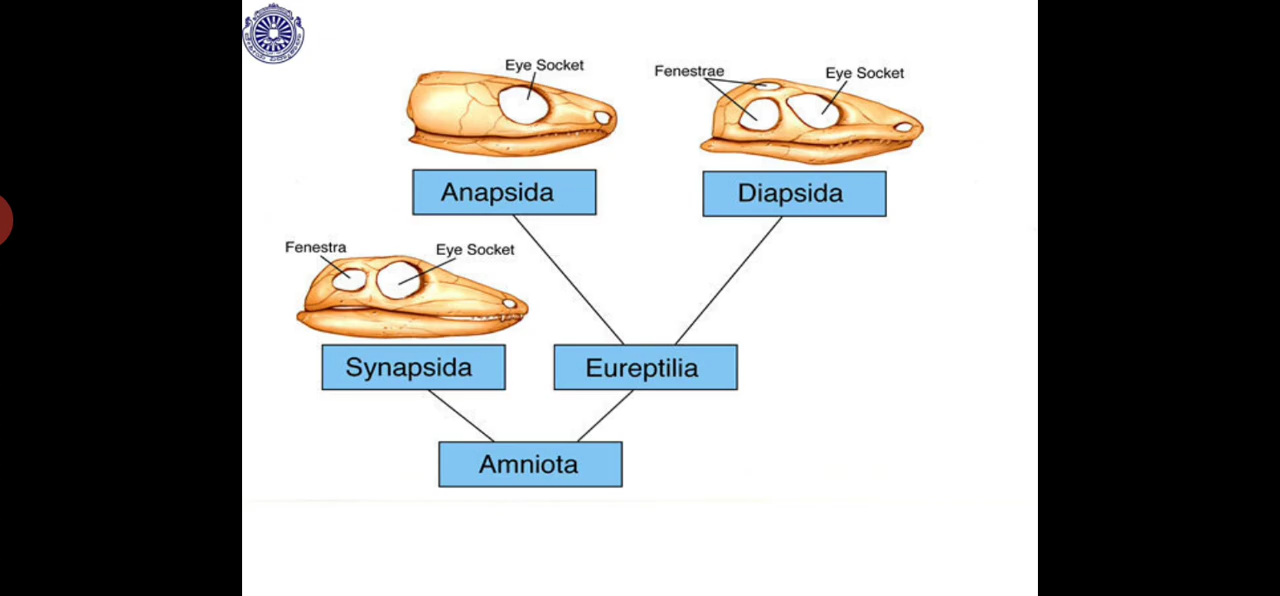 Eye Socket
Fenestrae
Eye Socket
Anapsida
Diapsida
Fenestra
Eye Socket
Synapsida
Eureptilia
Amniota